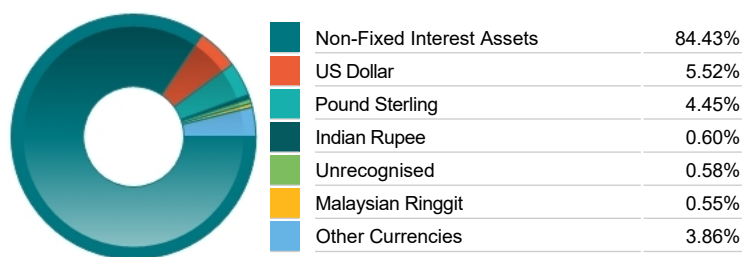 Non-Fixed Interest Assets 84.43%
US Dollar 5.52%
Pound Sterling 4.45%
Indian Rupee 0.60%
Unrecognised 0.58%
Malaysian Ringgit 0.55%
Other Currencies 3.86%